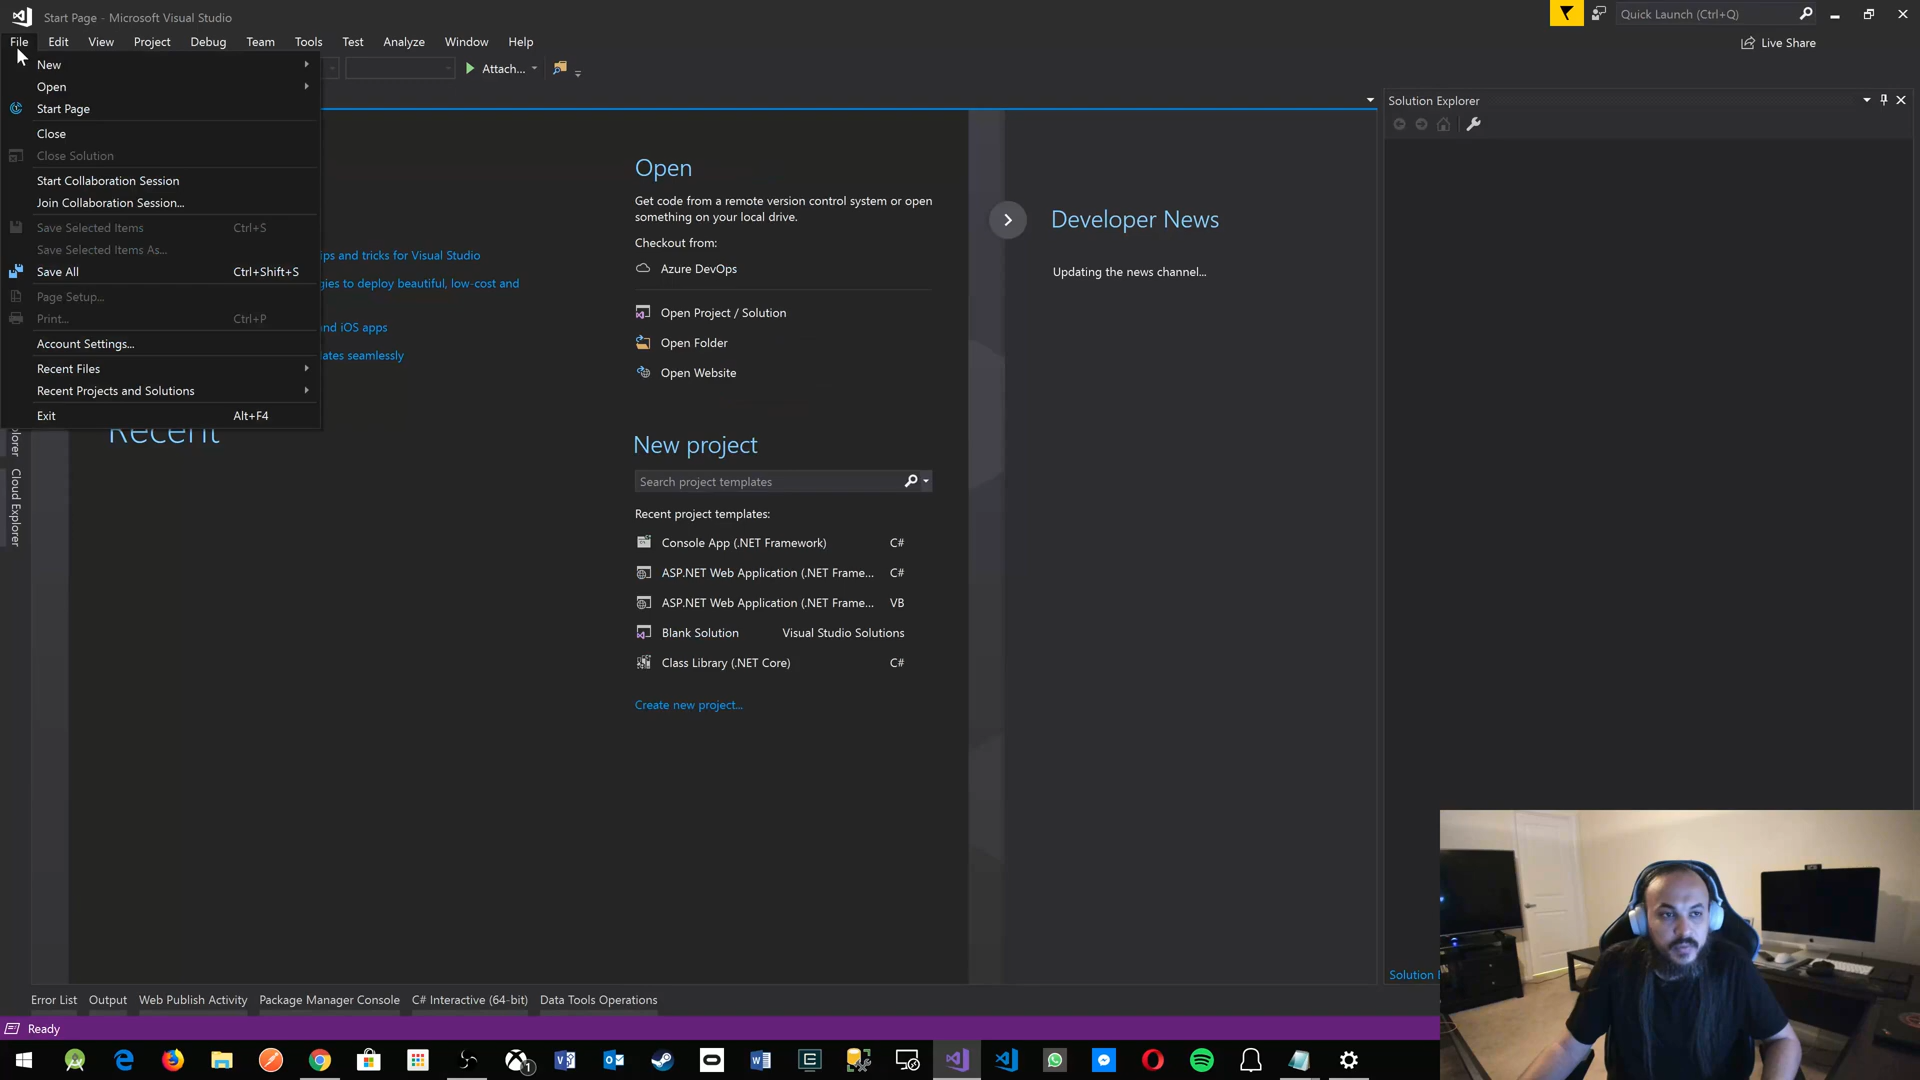 Start Page - Microsoft Visual Studio
Quick Launch (Ctrl+Q)
File Edit View Project Debug Team Tools Test Analyze Window Help
Live Share
Attach...
New
Open
Start Page
Close
Close Solution
Start Collaboration Session
Join Collaboration Session...
Save Selected Items Ctrl+S
Save Selected Items As...
Save All Ctrl+Shift+S
Page Setup...
Print... Ctrl+P
Account Settings...
Recent Files
Recent Projects and Solutions
Exit Alt+F4
ips and tricks for Visual Studio
gies to deploy beautiful, low-cost and
nd iOS apps
ates seamlessly
Recent
Open
Get code from a remote version control system or open
something on your local drive.
Checkout from:
Azure DevOps
Open Project / Solution
Open Folder
Open Website
New project
Search project templates
Recent project templates:
Console App (.NET Framework) C#
ASP.NET Web Application (.NET Frame... C#
ASP.NET Web Application (.NET Frame... VB
Blank Solution Visual Studio Solutions
Class Library (.NET Core) C#
Create new project...
Developer News
Updating the news channel...
Solution Explorer
plorer
Cloud Explorer
Solution E
Error List Output Web Publish Activity Package Manager Console C# Interactive (64-bit) Data Tools Operations
Ready
1